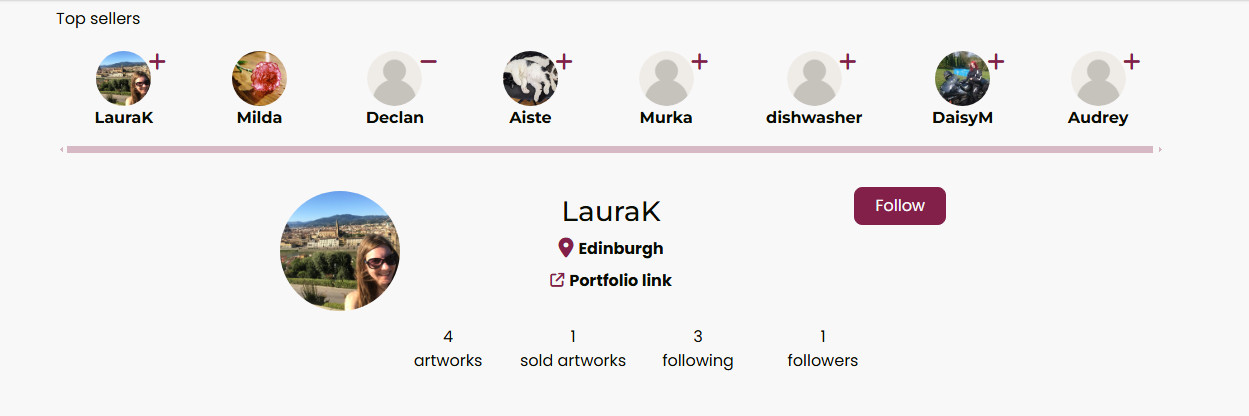 Top sellers
LauraK Milda Declan Aiste Murka dishwasher DaisyM Audrey
LauraK
Follow
Edinburgh
Portfolio link
4 1 3 1
artworks sold artworks following followers